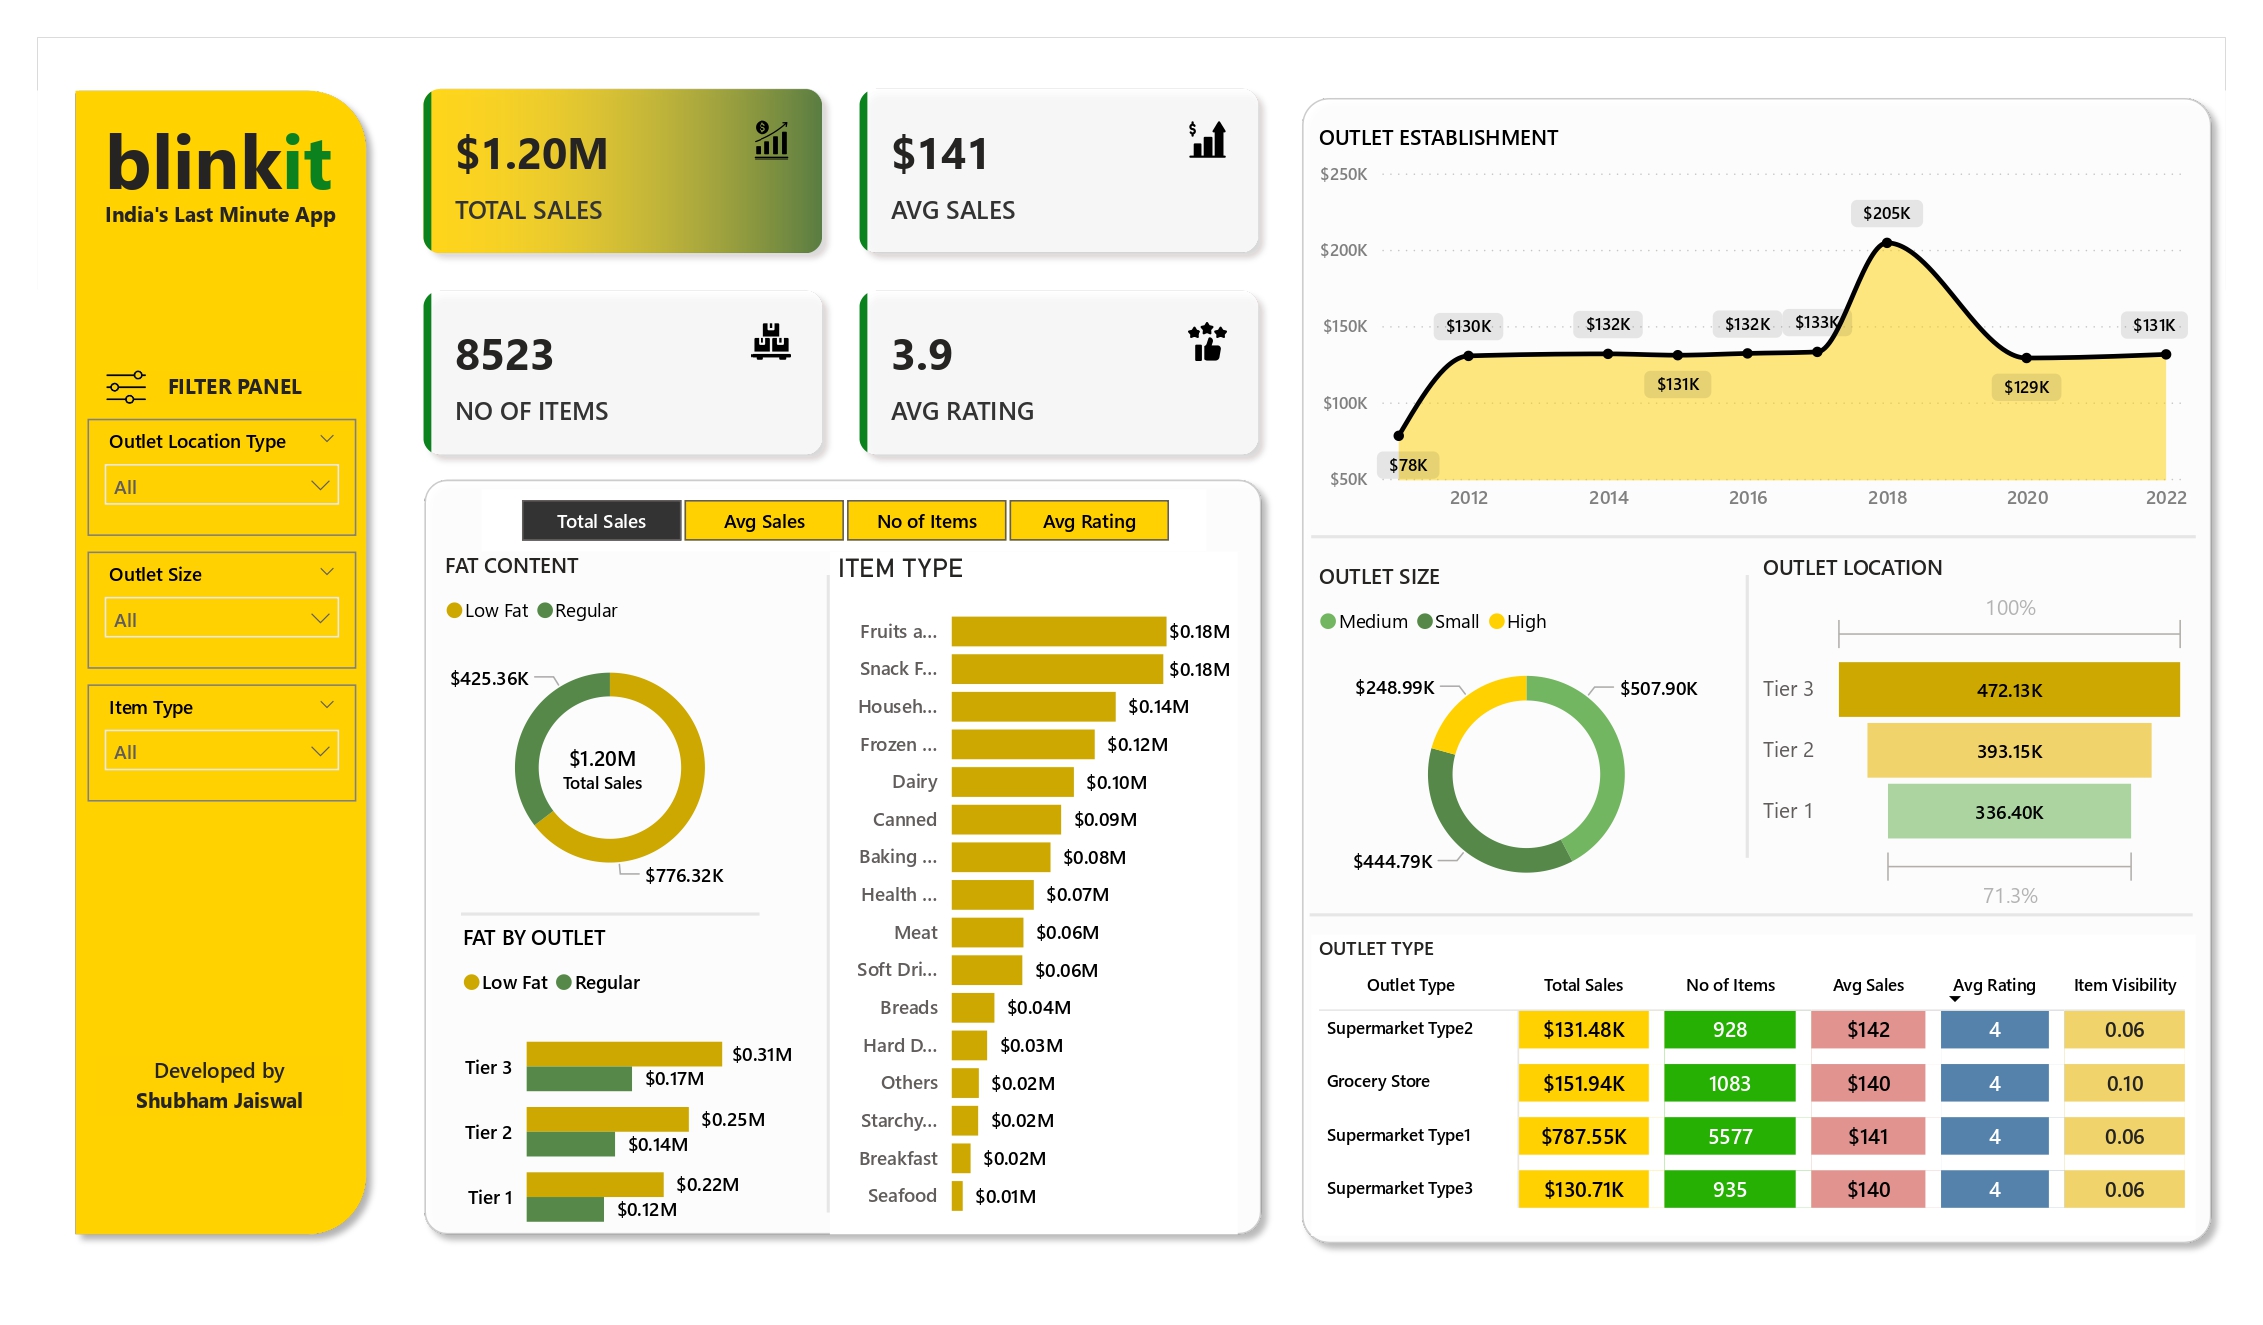 blinkit
India's Last Minute App
FILTER PANEL
Outlet Location Type
All
Outlet Size
All
Item Type
All
Developed by
Shubham Jaiswal
$1.20M
TOTAL SALES
$141
AVG SALES
8523
NO OF ITEMS
3.9
AVG RATING
Total Sales Avg Sales No of Items Avg Rating
FAT CONTENT
Low Fat Regular
$425.36K
$1.20M
Total Sales
$776.32K
FAT BY OUTLET
Low Fat Regular
Tier 3 $0.31M
$0.17M
Tier 2 $0.25M
$0.14M
Tier 1 $0.22M
$0.12M
ITEM TYPE
Fruits a... $0.18M
Snack F... $0.18M
Househ... $0.14M
Frozen ... $0.12M
Dairy $0.10M
Canned $0.09M
Baking ... $0.08M
Health ... $0.07M
Meat $0.06M
Soft Dri... $0.06M
Breads $0.04M
Hard D... $0.03M
Others $0.02M
Starchy... $0.02M
Breakfast $0.02M
Seafood $0.01M
OUTLET ESTABLISHMENT
$250K
$205K
$200K
$150K $130K $132K $132K $133K $131K
$131K $129K
$100K
$78K
$50K
2012 2014 2016 2018 2020 2022
OUTLET SIZE
Medium Small High
$248.99K $507.90K
$444.79K
OUTLET LOCATION
100%
Tier 3 472.13K
Tier 2 393.15K
Tier 1 336.40K
71.3%
OUTLET TYPE
Outlet Type Total Sales No of Items Avg Sales Avg Rating Item Visibility
Supermarket Type2 $131.48K 928 $142 4 0.06
Grocery Store $151.94K 1083 $140 4 0.10
Supermarket Type1 $787.55K 5577 $141 4 0.06
Supermarket Type3 $130.71K 935 $140 4 0.06